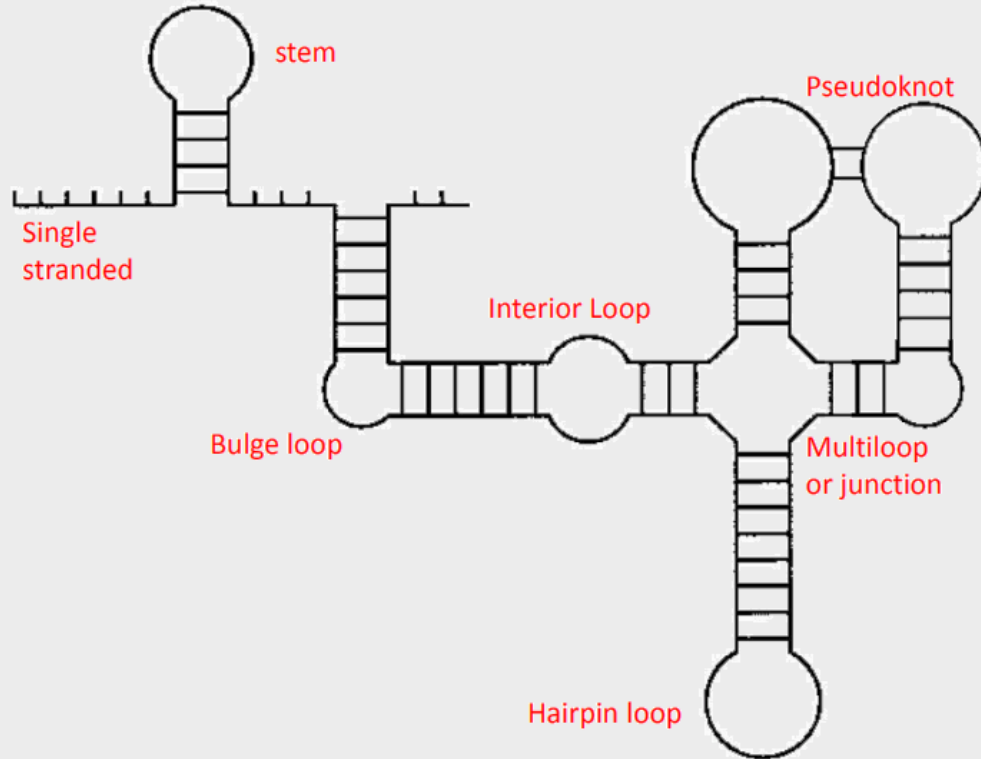 stem
Pseudoknot
Single
stranded
Interior Loop
Bulge loop
Multiloop
or junction
Hairpin loop